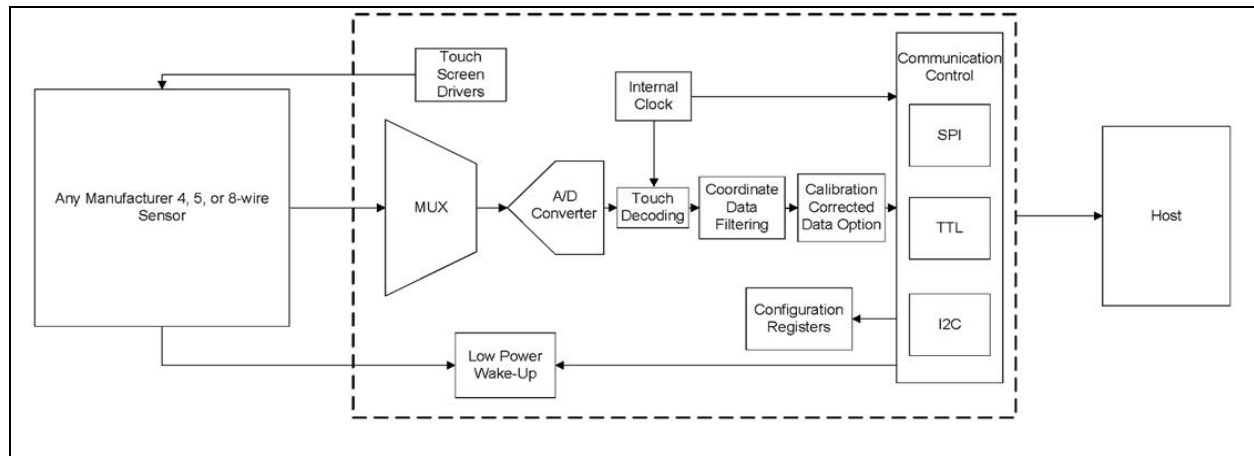 Touch
Screen
Drivers
Communication
Control
Internal
Clock
SPI
Any Manufacturer 4, 5, or 8-wire
Sensor
MUX
A/D
Converter
Touch
Decoding
Coordinate
Data
Filtering
Calibration
Corrected
Data Option
TTL
Host
Configuration
Registers
I2C
Low Power
Wake-Up